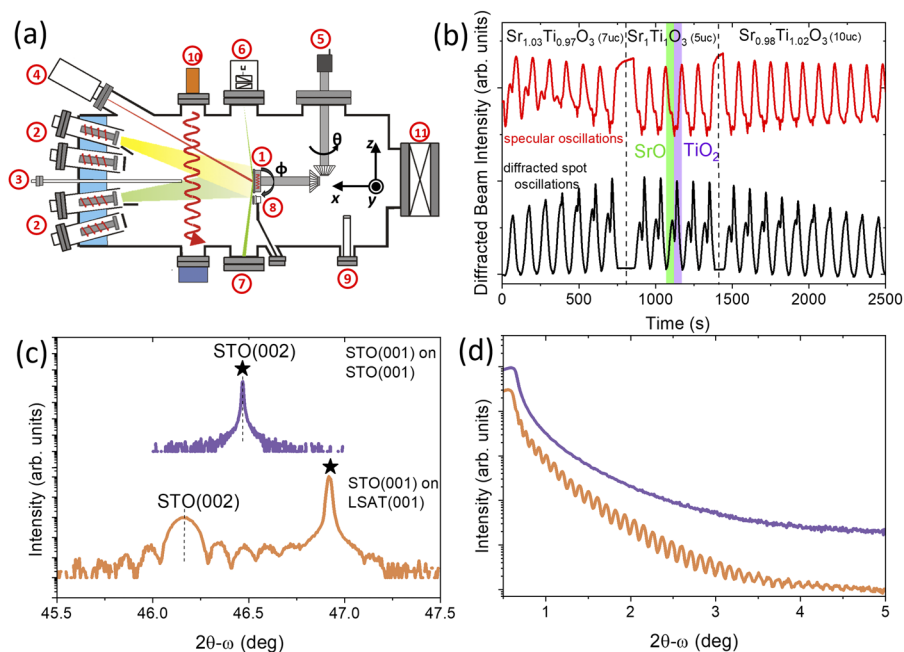 (a)
4
10
6
5
2
3
2
1
ϕ
θ
z
x
y
8
7
9
11
(b)
Sr1.03Ti0.97O3 (7uc)
Sr1Ti1O3 (5uc)
Sr0.98Ti1.02O3 (10uc)
specular oscillations
SrO
TiO2
diffracted spot
oscillations
Diffracted Beam Intensity (arb. units)
0 500 1000 1500 2000 2500
Time (s)
(c)
STO(002)
STO(001) on
STO(001)
STO(002)
STO(001) on
LSAT(001)
Intensity (arb. units)
45.5 46.0 46.5 47.0 47.5
2θ-ω (deg)
(d)
Intensity (arb. units)
1 2 3 4 5
2θ-ω (deg)